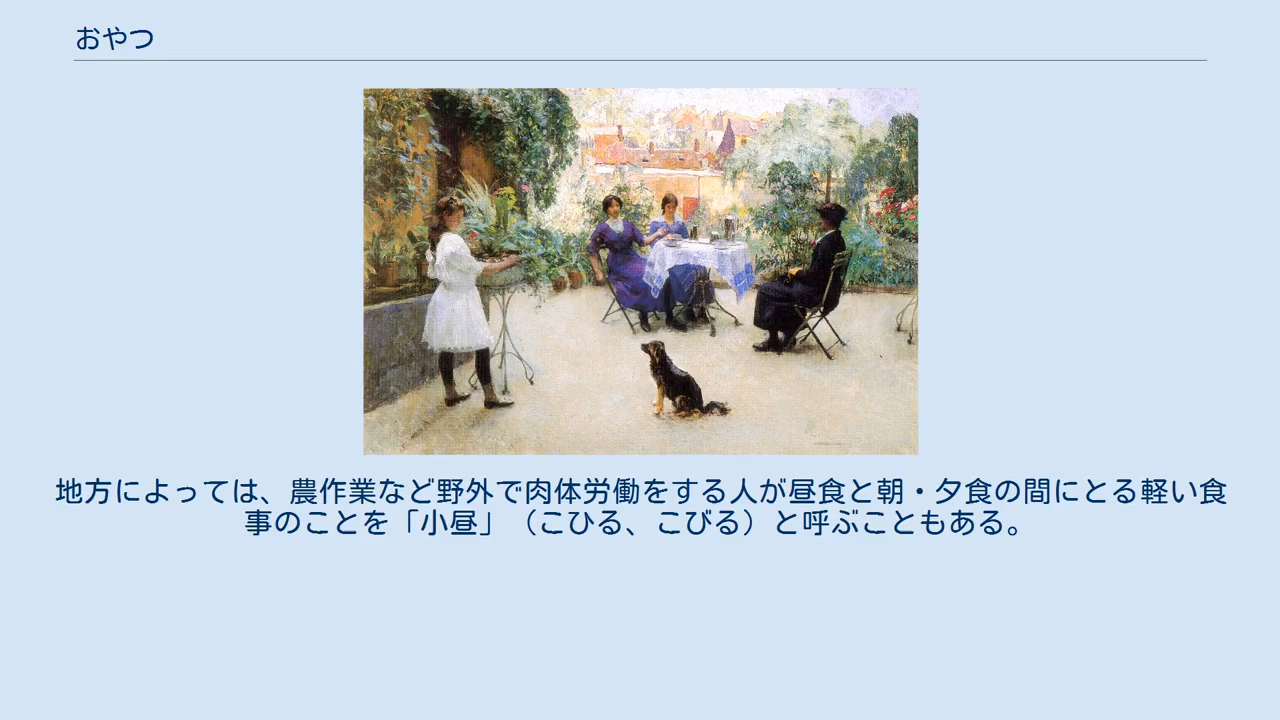 おやつ
地方によっては、農作業など野外で肉体労働をする人が昼食と朝・夕食の間にとる軽い食
事のことを「小昼」（こひる、こびる）と呼ぶこともある。